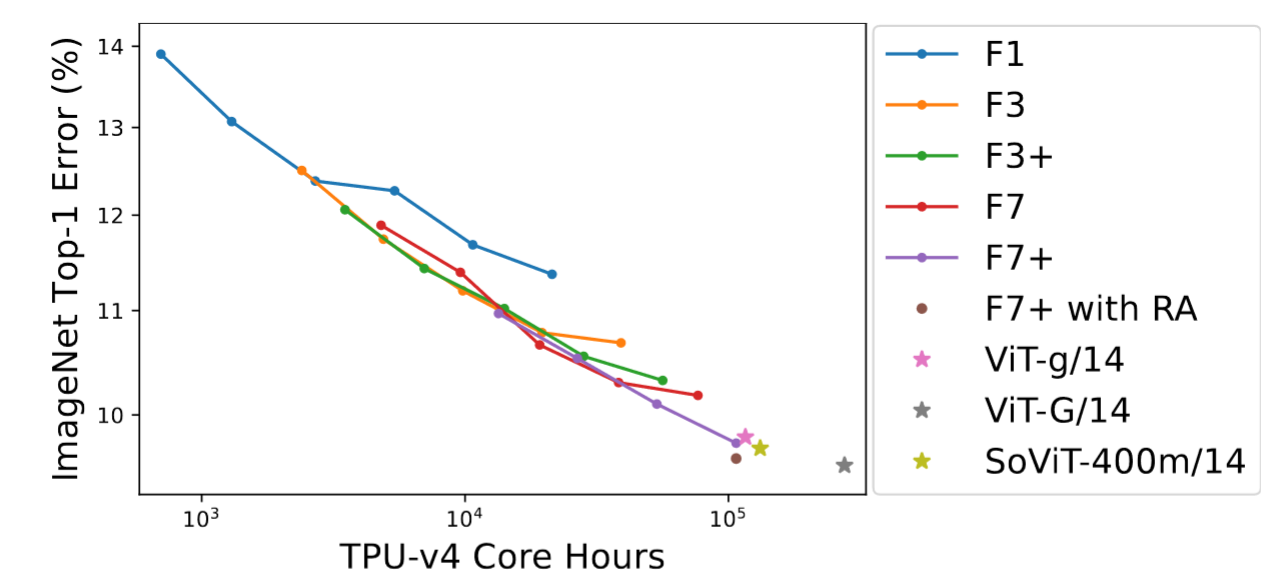 ImageNet Top-1 Error (%)
14
13
12
11
10
10³
10⁴
10⁵
TPU-v4 Core Hours
F1
F3
F3+
F7
F7+
F7+ with RA
ViT-g/14
ViT-G/14
SoViT-400m/14